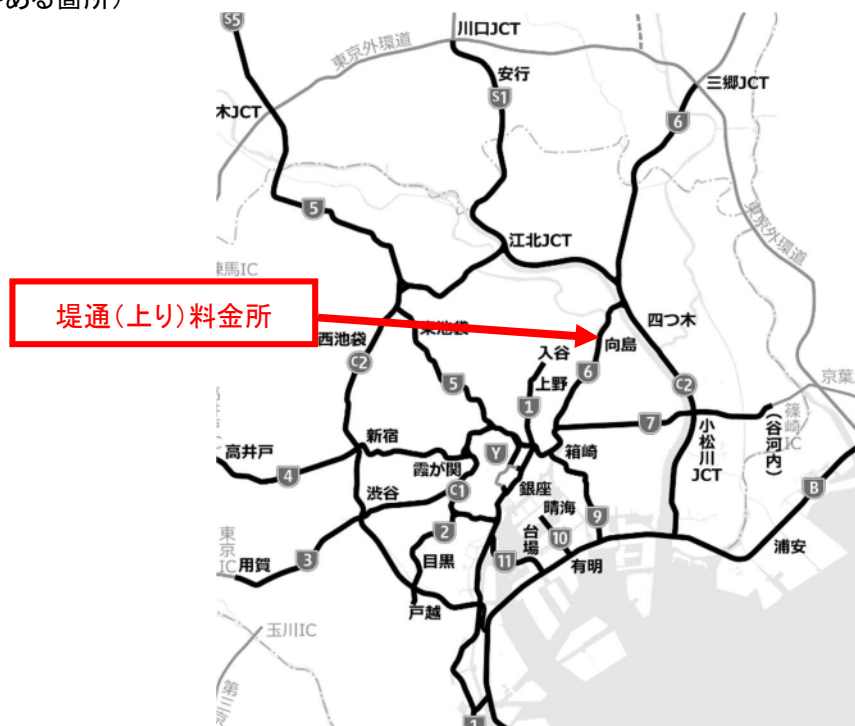 ある箇所）
S5
川口JCT
東京外環道
安行
S1
三郷JCT
木JCT
6
5
東京外環道
江北JCT
東馬IC
堤通（上り）料金所
四つ木
東池袋
西池袋
向島
入谷
C2
上野
6
5
C2
京葉
1
7
篠崎IC
（谷河内）
小松川JCT
新宿
高井戸
箱崎
Y
霞が関
4
C1
銀座
渋谷
晴海
B
9
東京IC
2
台場
10
用賀
3
目黒
11
有明
浦安
戸越
玉川IC
第三京
1